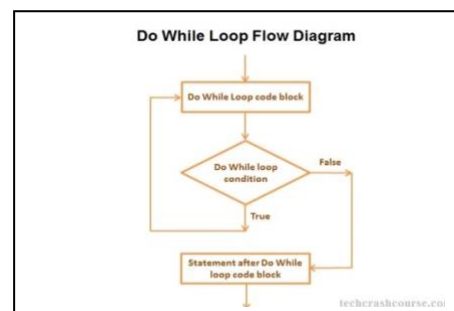 Do While Loop Flow Diagram
Do While Loop code block
Do While loop
condition
False
True
Statement after Do While
loop code block
techcrashcourse.com